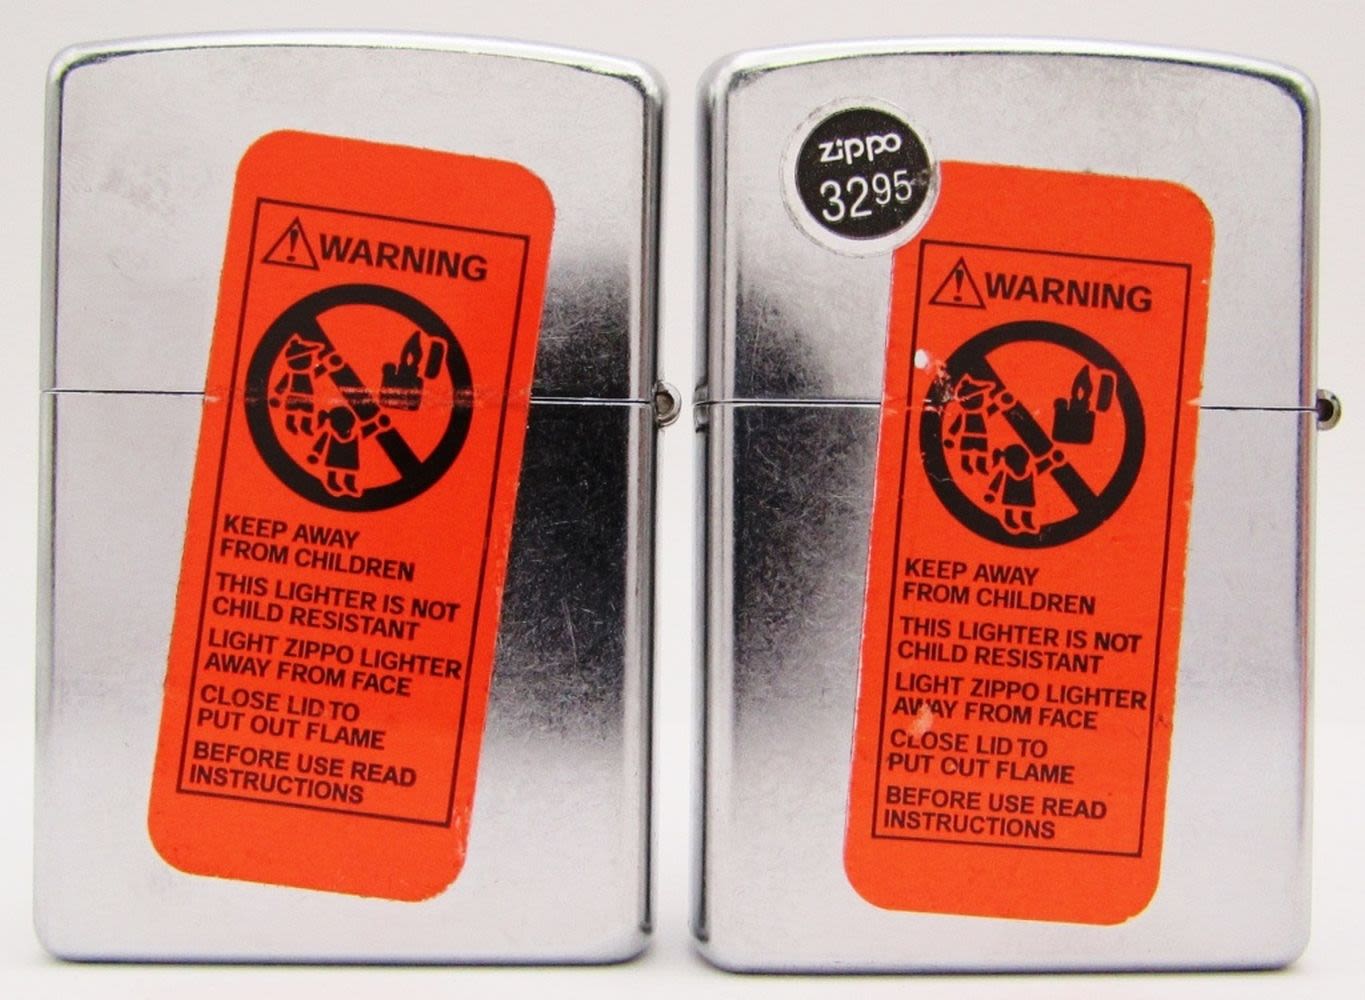 WARNING
KEEP AWAY
FROM CHILDREN
THIS LIGHTER IS NOT
CHILD RESISTANT
LIGHT ZIPPO LIGHTER
AWAY FROM FACE
CLOSE LID TO
PUT OUT FLAME
BEFORE USE READ
INSTRUCTIONS
zippo
3295
WARNING
KEEP AWAY
FROM CHILDREN
THIS LIGHTER IS NOT
CHILD RESISTANT
LIGHT ZIPPO LIGHTER
AWAY FROM FACE
CLOSE LID TO
PUT OUT FLAME
BEFORE USE READ
INSTRUCTIONS